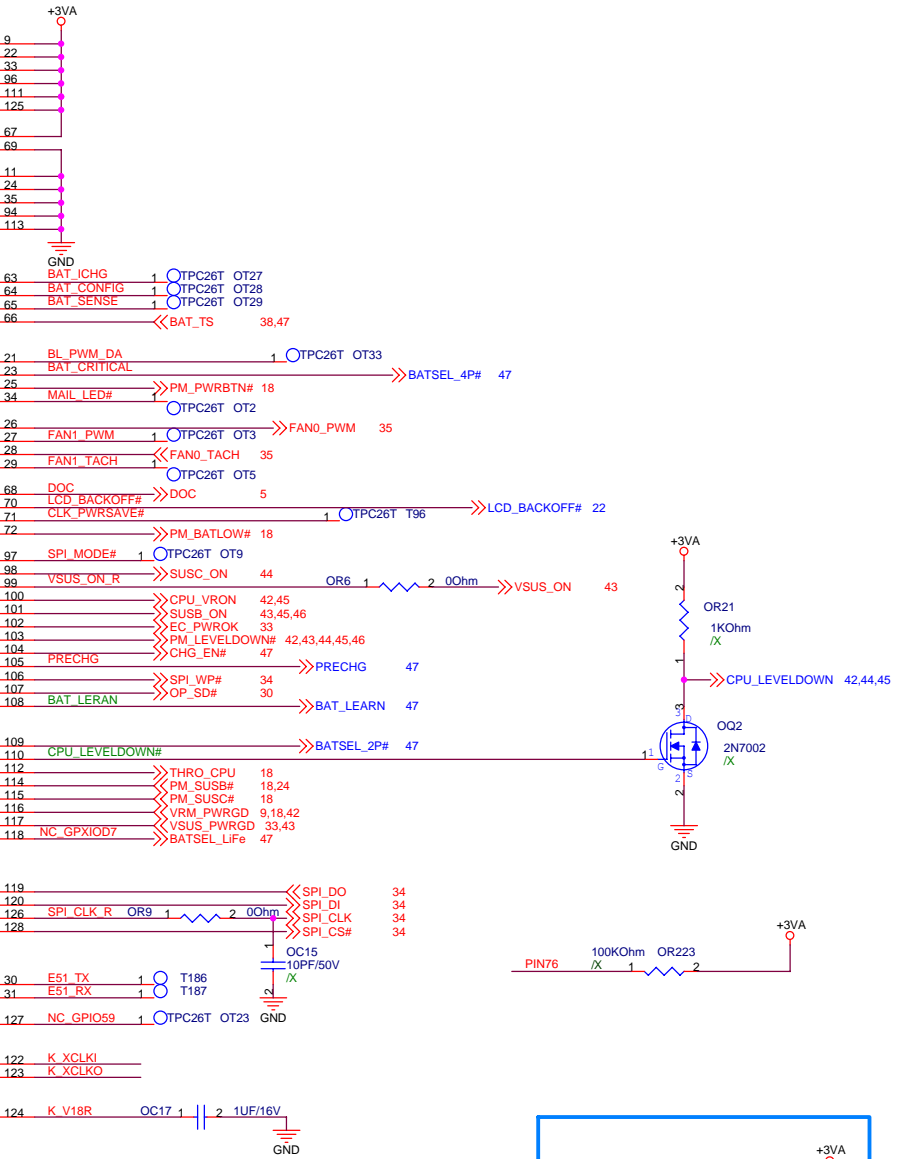 +3VA
9
22
33
96
111
125
67
69
11
24
35
94
113
GND
63 BAT_ICHG 1 TPC26T OT27
64 BAT_CONFIG 1 TPC26T OT28
65 BAT_SENSE 1 TPC26T OT29
66 BAT_TS 38,47
21 BL_PWM_DA 1 TPC26T OT33
23 BAT_CRITICAL BATSEL_4P# 47
25 PM_PWRBTN# 18
34 MAIL_LED# 1 TPC26T OT2
26 FAN0_PWM 35
27 FAN1_PWM 1 TPC26T OT3
28 FAN0_TACH 35
29 FAN1_TACH 1 TPC26T OT5
68 DOC DOC 5
70 LCD_BACKOFF# LCD_BACKOFF# 22
71 CLK_PWRSAVE# 1 TPC26T T96
72 PM_BATLOW# 18
97 SPI_MODE# 1 TPC26T OT9
98 SUSC_ON 44
99 VSUS_ON_R OR6 1 2 0Ohm VSUS_ON 43
100 CPU_VRON 42,45
101 SUSB_ON 43,45,46
102 EC_PWROK 33
103 PM_LEVELDOWN# 42,43,44,45,46
104 CHG_EN# 47
105 PRECHG PRECHG 47
106 SPI_WP# 34
107 OP_SD# 30
108 BAT_LERAN BAT_LEARN 47
109 BATSEL_2P# 47
110 CPU_LEVELDOWN# 1
112 THRO_CPU 18
114 PM_SUSB# 18,24
115 PM_SUSC# 18
116 VRM_PWRGD 9,18,42
117 VSUS_PWRGD 33,43
118 NC_GPXIOD7 BATSEL_LiFe 47
+3VA
2
OR21
1KOhm
/X
1
CPU_LEVELDOWN 42,44,45
3
3
D
OQ2
2N7002
/X
1
G
2
S
2
GND
119 SPI_DO 34
120 SPI_DI 34
126 SPI_CLK_R OR9 1 2 0Ohm SPI_CLK 34
128 SPI_CS# 34
1
OC15
10PF/50V
/X
2
GND
+3VA
PIN76 /X 100KOhm 1 OR223 2
30 E51_TX 1 T186
31 E51_RX 1 T187
127 NC_GPIO59 1 TPC26T OT23
122 K_XCLKI
123 K_XCLKO
124 K_V18R OC17 1 2 1UF/16V
GND
+3VA